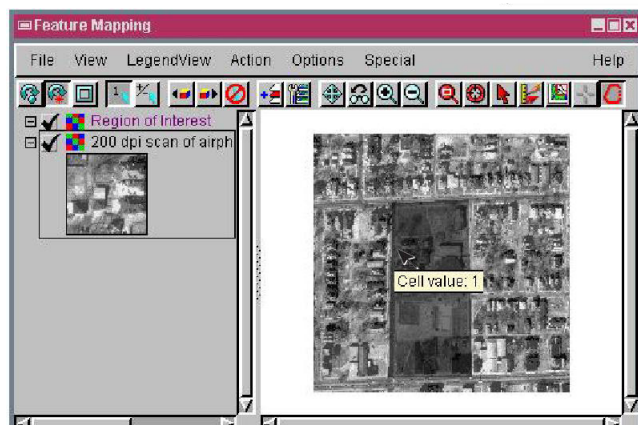 Feature Mapping
File View LegendView Action Options Special Help
Region of Interest
200 dpi scan of airph
Cell value: 1